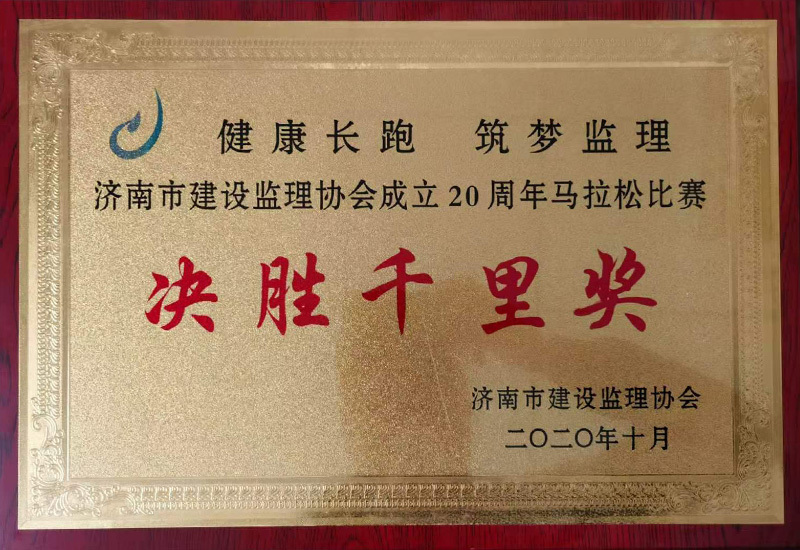 健康长跑 筑梦监理
济南市建设监理协会成立20周年马拉松比赛
决胜千里奖
济南市建设监理协会
二〇二〇年十月